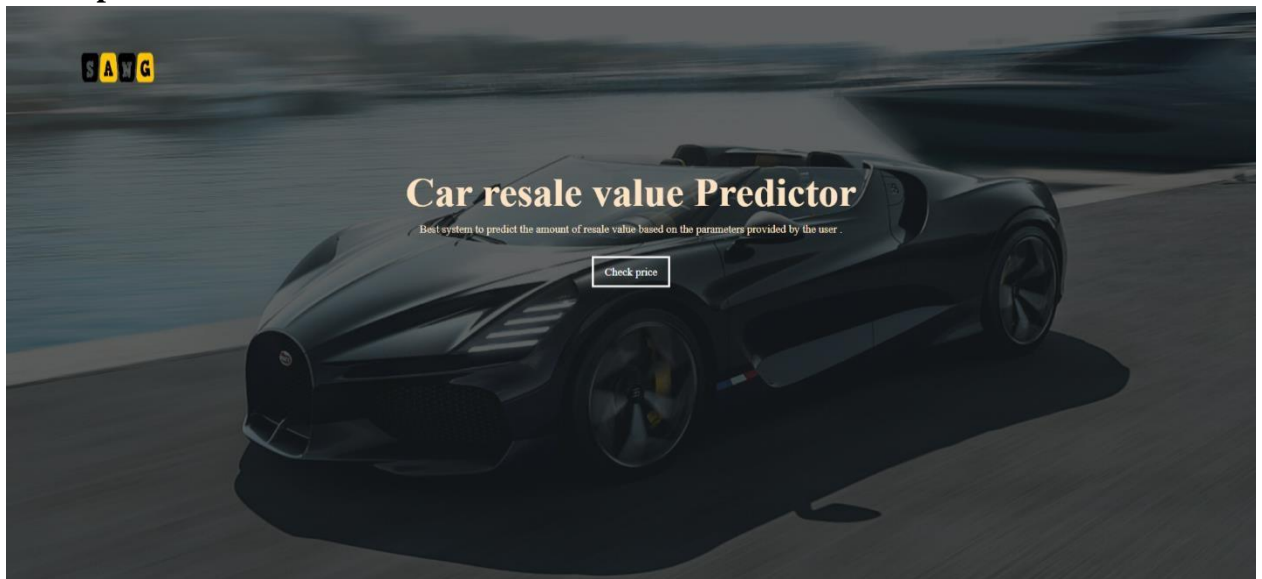 SANG
Car resale value Predictor
Best system to predict the amount of resale value based on the parameters provided by the user .
Check price